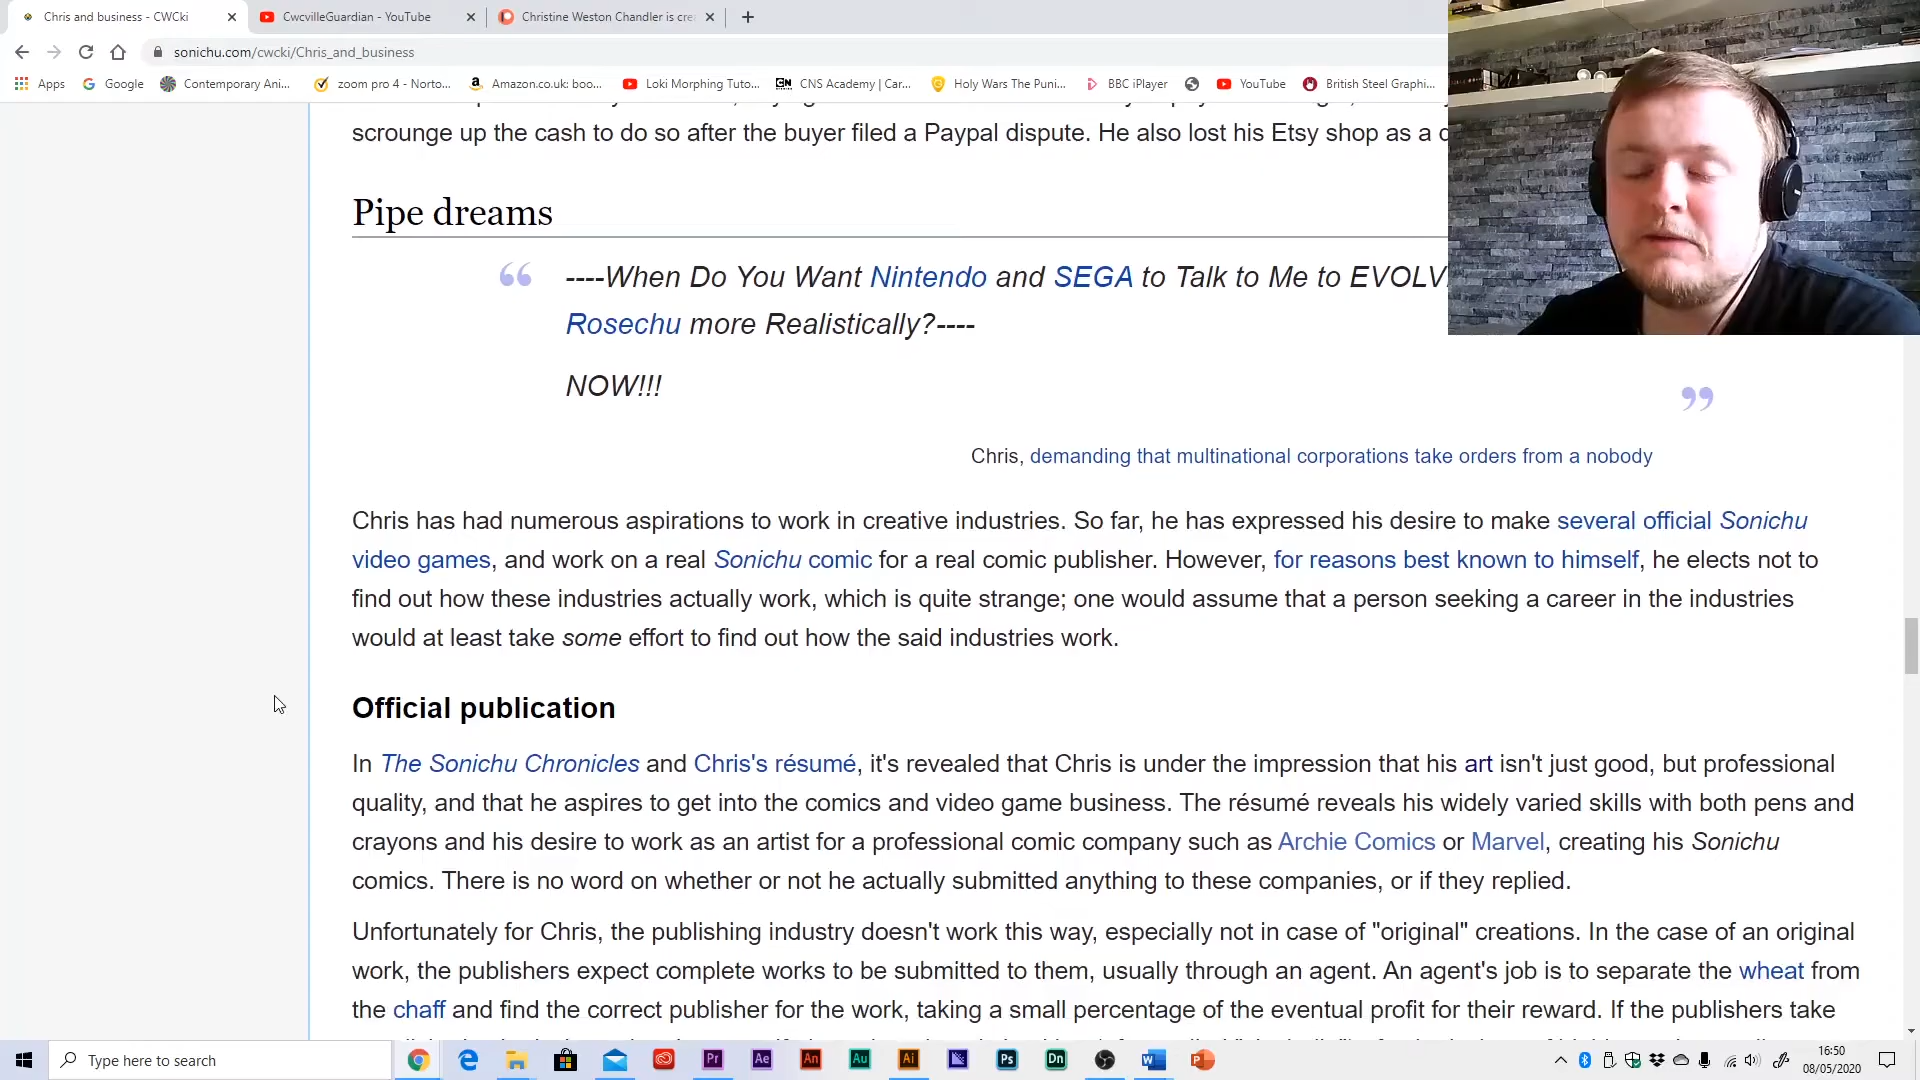 Chris and business - CWCki
CwcvilleGuardian - YouTube
Christine Weston Chandler is cre
sonichu.com/cwcki/Chris_and_business
Apps
Google
Contemporary Ani...
zoom pro 4 - Norto...
Amazon.co.uk: boo...
Loki Morphing Tuto...
CNS Academy | Car...
Holy Wars The Puni...
BBC iPlayer
YouTube
British Steel Graphi...
scrounge up the cash to do so after the buyer filed a Paypal dispute. He also lost his Etsy shop as a
Pipe dreams
----When Do You Want Nintendo and SEGA to Talk to Me to EVOLV
Rosechu more Realistically?----
NOW!!!
Chris, demanding that multinational corporations take orders from a nobody
Chris has had numerous aspirations to work in creative industries. So far, he has expressed his desire to make several official Sonichu
video games, and work on a real Sonichu comic for a real comic publisher. However, for reasons best known to himself, he elects not to
find out how these industries actually work, which is quite strange; one would assume that a person seeking a career in the industries
would at least take some effort to find out how the said industries work.
Official publication
In The Sonichu Chronicles and Chris's résumé, it's revealed that Chris is under the impression that his art isn't just good, but professional
quality, and that he aspires to get into the comics and video game business. The résumé reveals his widely varied skills with both pens and
crayons and his desire to work as an artist for a professional comic company such as Archie Comics or Marvel, creating his Sonichu
comics. There is no word on whether or not he actually submitted anything to these companies, or if they replied.
Unfortunately for Chris, the publishing industry doesn't work this way, especially not in case of "original" creations. In the case of an original
work, the publishers expect complete works to be submitted to them, usually through an agent. An agent's job is to separate the wheat from
the chaff and find the correct publisher for the work, taking a small percentage of the eventual profit for their reward. If the publishers take
Type here to search
Pr
Ae
An
Au
Ai
Ps
Dn
16:50
08/05/2020